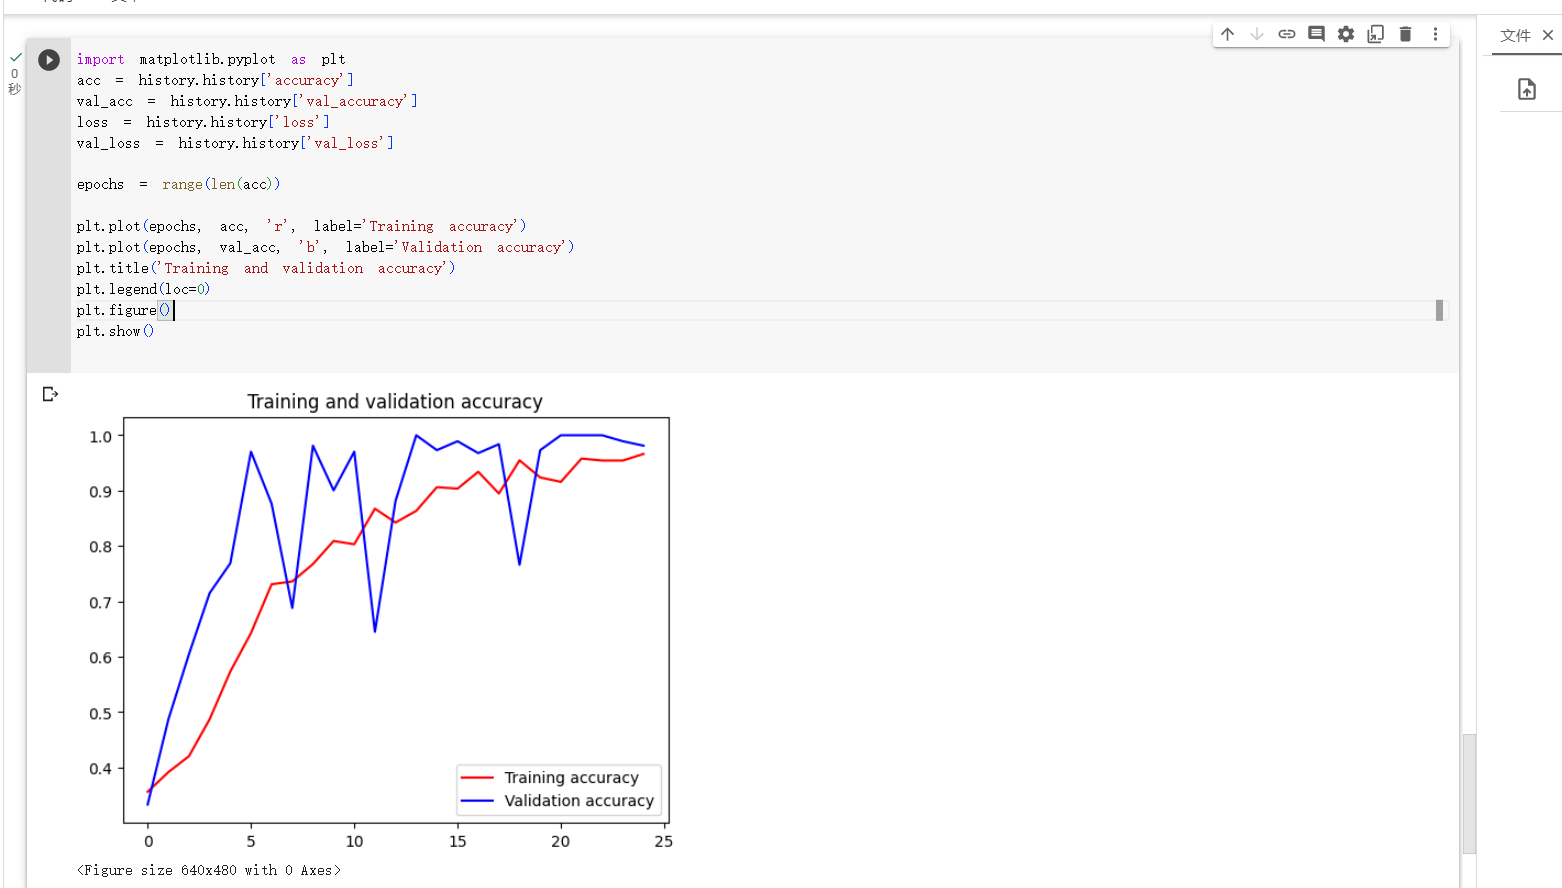 文件
0
秒
import matplotlib.pyplot as plt
acc = history.history['accuracy']
val_acc = history.history['val_accuracy']
loss = history.history['loss']
val_loss = history.history['val_loss']
epochs = range(len(acc))
plt.plot(epochs, acc, 'r', label='Training accuracy')
plt.plot(epochs, val_acc, 'b', label='Validation accuracy')
plt.title('Training and validation accuracy')
plt.legend(loc=0)
plt.figure()
plt.show()
Training and validation accuracy
1.0
0.9
0.8
0.7
0.6
0.5
0.4
Training accuracy
Validation accuracy
0 5 10 15 20 25
<Figure size 640x480 with 0 Axes>